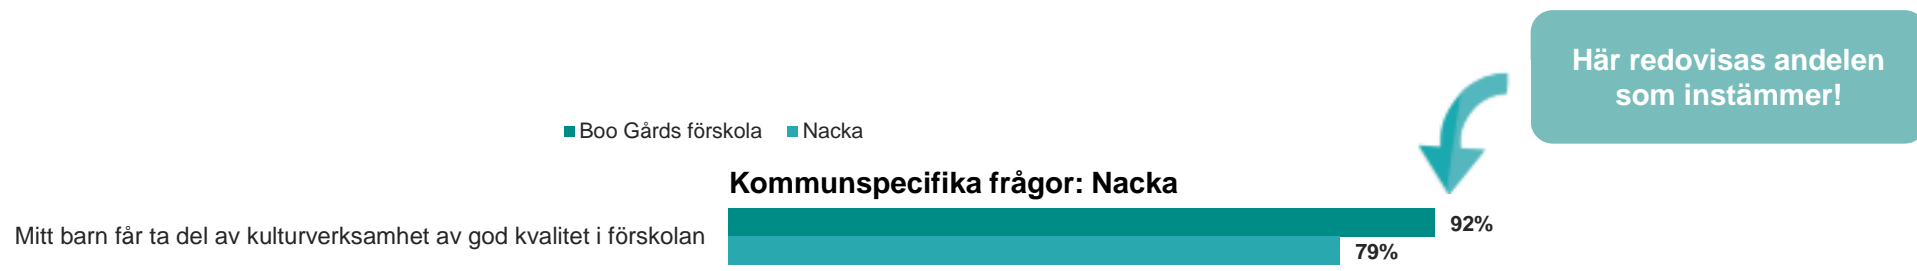 Här redovisas andelen
som instämmer!
Boo Gårds förskola Nacka
Kommunspecifika frågor: Nacka
Mitt barn får ta del av kulturverksamhet av god kvalitet i förskolan
92%
79%